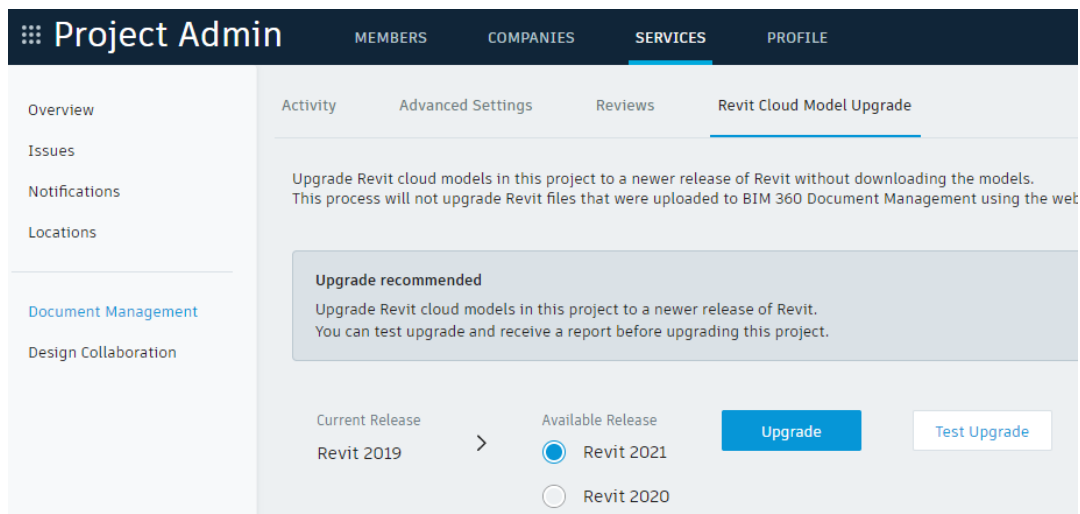 Project Admin MEMBERS COMPANIES SERVICES PROFILE
Overview
Issues
Notifications
Locations
Document Management
Design Collaboration
Activity Advanced Settings Reviews Revit Cloud Model Upgrade
Upgrade Revit cloud models in this project to a newer release of Revit without downloading the models.
This process will not upgrade Revit files that were uploaded to BIM 360 Document Management using the web
Upgrade recommended
Upgrade Revit cloud models in this project to a newer release of Revit.
You can test upgrade and receive a report before upgrading this project.
Current Release
Revit 2019
>
Available Release
Revit 2021
Revit 2020
Upgrade
Test Upgrade